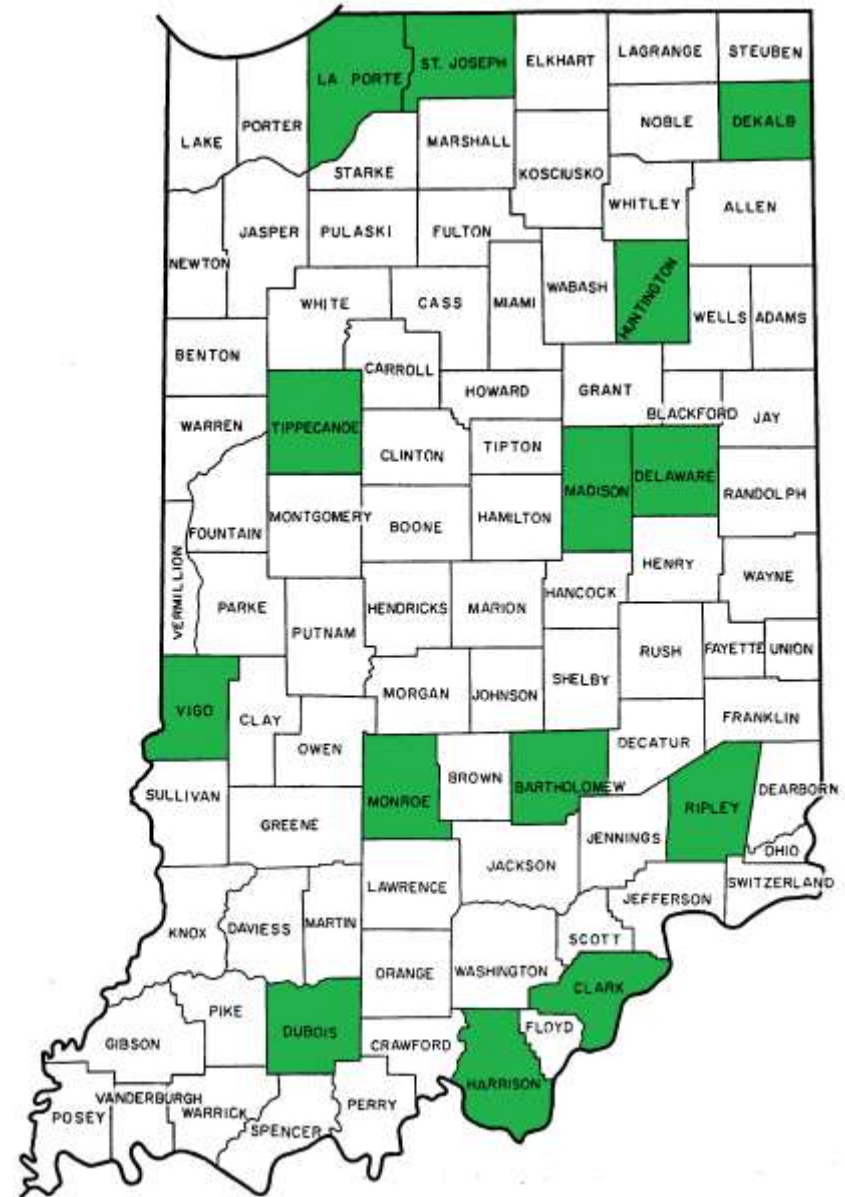 LA PORTE
ST. JOSEPH
ELKHART
LAGRANGE
STEUBEN
LAKE
PORTER
MARSHALL
NOBLE
DEKALB
STARKE
KOSCIUSKO
WHITLEY
ALLEN
NEWTON
JASPER
PULASKI
FULTON
WHITE
CASS
MIAMI
WABASH
HUNTINGTON
WELLS
ADAMS
BENTON
CARROLL
HOWARD
GRANT
BLACKFORD
JAY
WARREN
TIPPECANOE
CLINTON
TIPTON
MADISON
DELAWARE
RANDOLPH
FOUNTAIN
MONTGOMERY
BOONE
HAMILTON
HENRY
WAYNE
VERMILLION
PARKE
PUTNAM
HENDRICKS
MARION
HANCOCK
RUSH
FAYETTE
UNION
VIGO
CLAY
OWEN
MORGAN
JOHNSON
SHELBY
DECATUR
FRANKLIN
SULLIVAN
GREENE
MONROE
BROWN
BARTHOLOMEW
RIPLEY
DEARBORN
JENNINGS
OHIO
KNOX
DAVIESS
MARTIN
LAWRENCE
JACKSON
JEFFERSON
SWITZERLAND
SCOTT
ORANGE
WASHINGTON
CLARK
GIBSON
PIKE
DUBOIS
CRAWFORD
FLOYD
HARRISON
POSEY
VANDERBURGH
WARRICK
SPENCER
PERRY